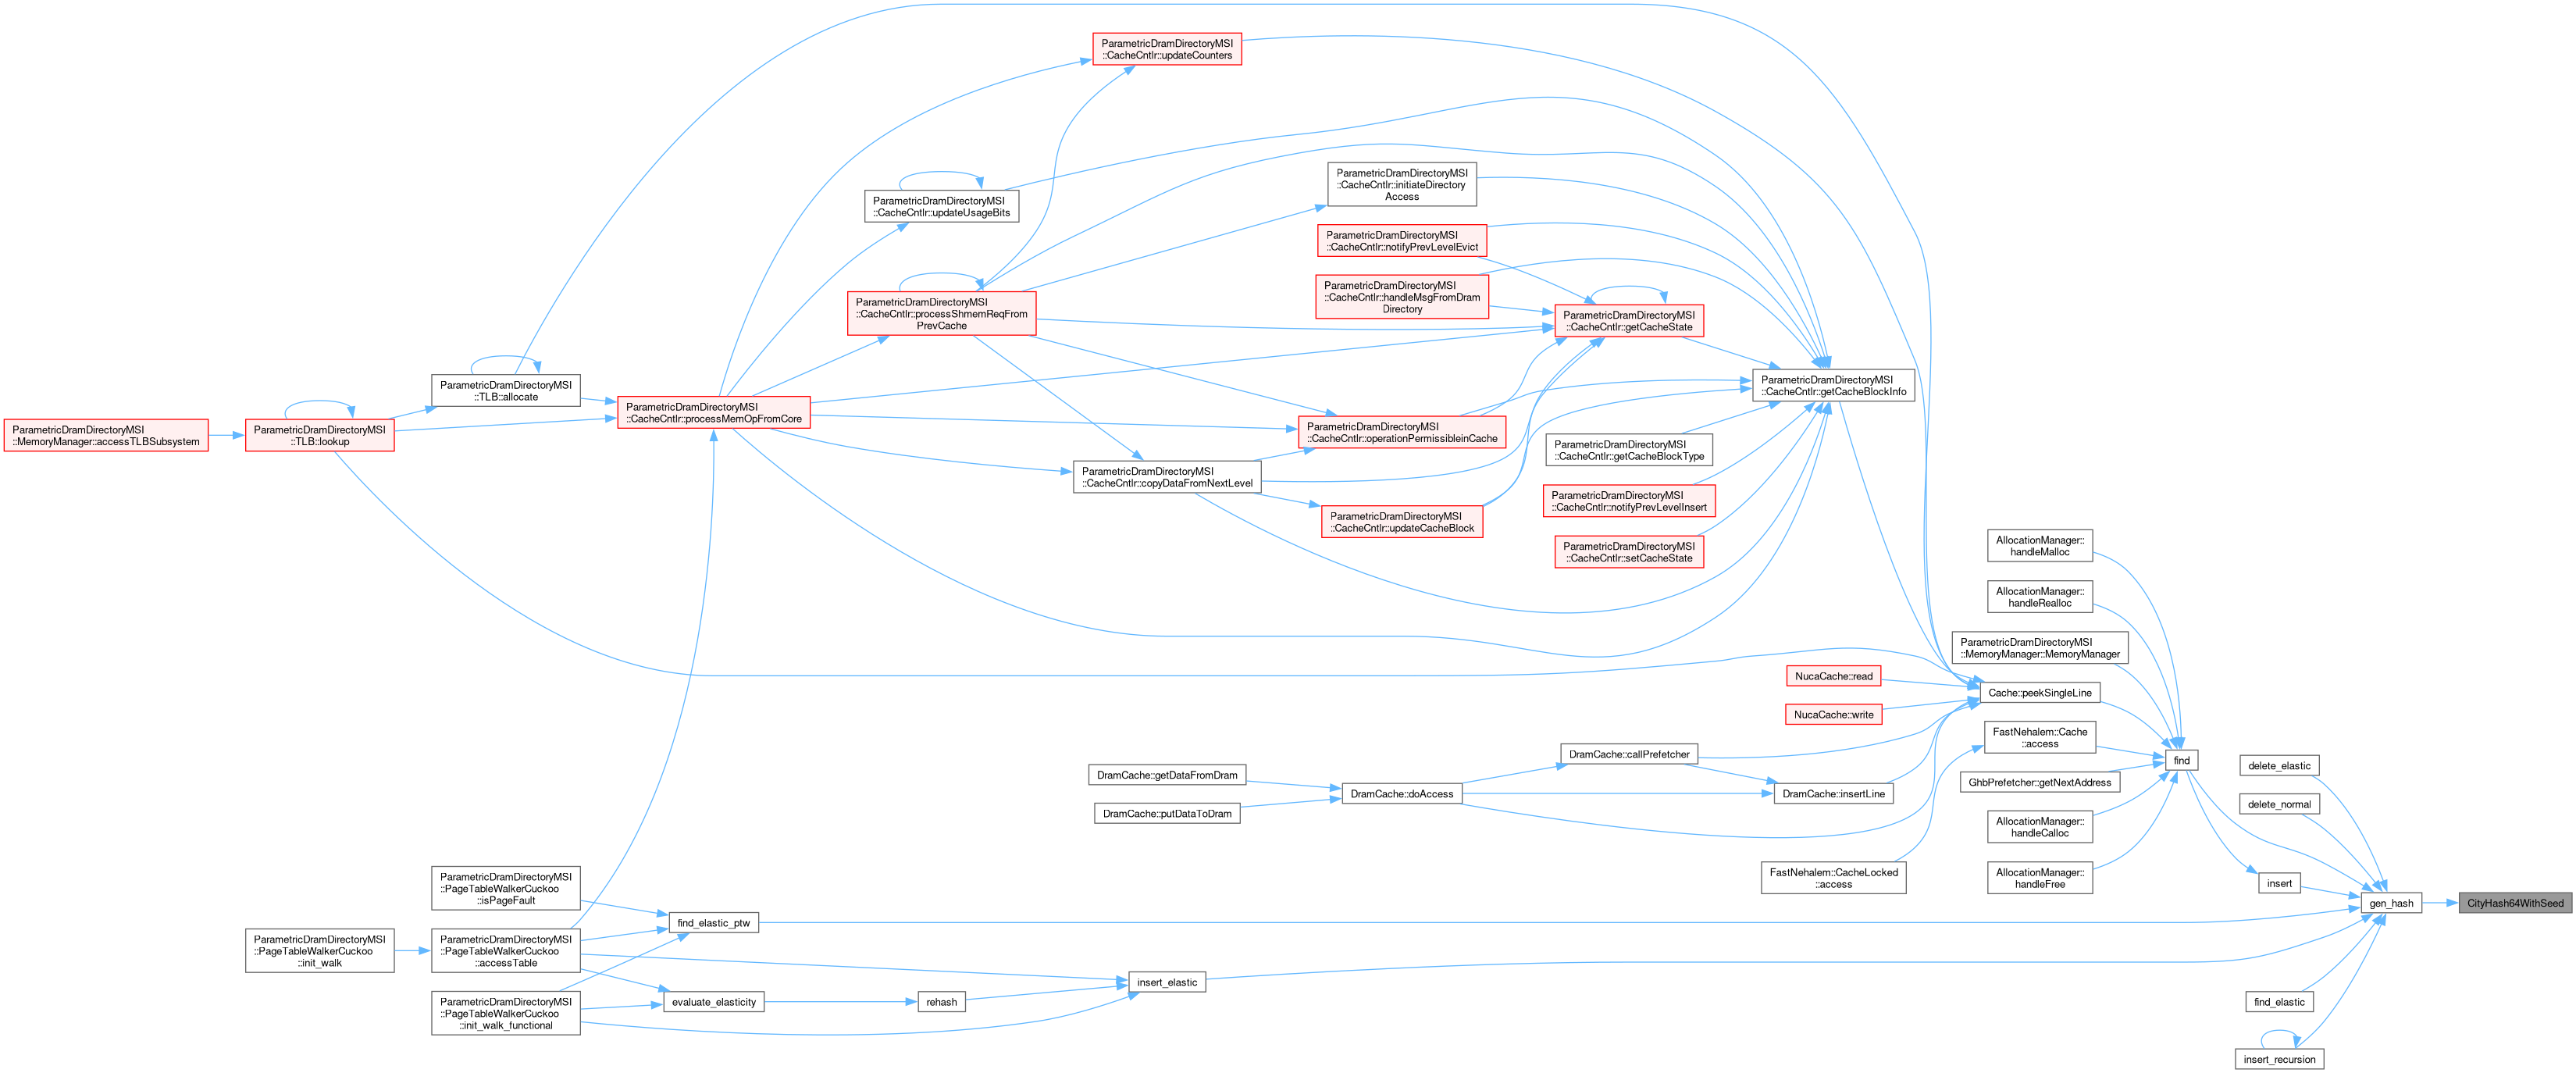 ParametricDramDirectoryMSI
::CacheCntlr::updateCounters
ParametricDramDirectoryMSI
::CacheCntlr::updateUsageBits
ParametricDramDirectoryMSI
::CacheCntlr::initiateDirectory
Access
ParametricDramDirectoryMSI
::CacheCntlr::notifyPrevLevelEvict
ParametricDramDirectoryMSI
::CacheCntlr::processShmemReqFrom
PrevCache
ParametricDramDirectoryMSI
::CacheCntlr::handleMsgFromDram
Directory
ParametricDramDirectoryMSI
::CacheCntlr::getCacheState
ParametricDramDirectoryMSI
::CacheCntlr::getCacheBlockInfo
ParametricDramDirectoryMSI
::TLB::allocate
ParametricDramDirectoryMSI
::CacheCntlr::processMemOpFromCore
ParametricDramDirectoryMSI
::MemoryManager::accessTLBSubsystem
ParametricDramDirectoryMSI
::TLB::lookup
ParametricDramDirectoryMSI
::CacheCntlr::operationPermissibleinCache
ParametricDramDirectoryMSI
::CacheCntlr::getCacheBlockType
ParametricDramDirectoryMSI
::CacheCntlr::copyDataFromNextLevel
ParametricDramDirectoryMSI
::CacheCntlr::notifyPrevLevelInsert
ParametricDramDirectoryMSI
::CacheCntlr::updateCacheBlock
ParametricDramDirectoryMSI
::CacheCntlr::setCacheState
AllocationManager::
handleMalloc
AllocationManager::
handleRealloc
ParametricDramDirectoryMSI
::MemoryManager::MemoryManager
NucaCache::read
Cache::peekSingleLine
NucaCache::write
FastNehalem::Cache
::access
DramCache::callPrefetcher
find
delete_elastic
DramCache::getDataFromDram
GhbPrefetcher::getNextAddress
DramCache::doAccess
DramCache::insertLine
delete_normal
DramCache::putDataToDram
AllocationManager::
handleCalloc
FastNehalem::CacheLocked
::access
AllocationManager::
handleFree
insert
ParametricDramDirectoryMSI
::PageTableWalkerCuckoo
::isPageFault
gen_hash
CityHash64WithSeed
find_elastic_ptw
ParametricDramDirectoryMSI
::PageTableWalkerCuckoo
::init_walk
ParametricDramDirectoryMSI
::PageTableWalkerCuckoo
::accessTable
insert_elastic
ParametricDramDirectoryMSI
::PageTableWalkerCuckoo
::init_walk_functional
evaluate_elasticity
rehash
find_elastic
insert_recursion